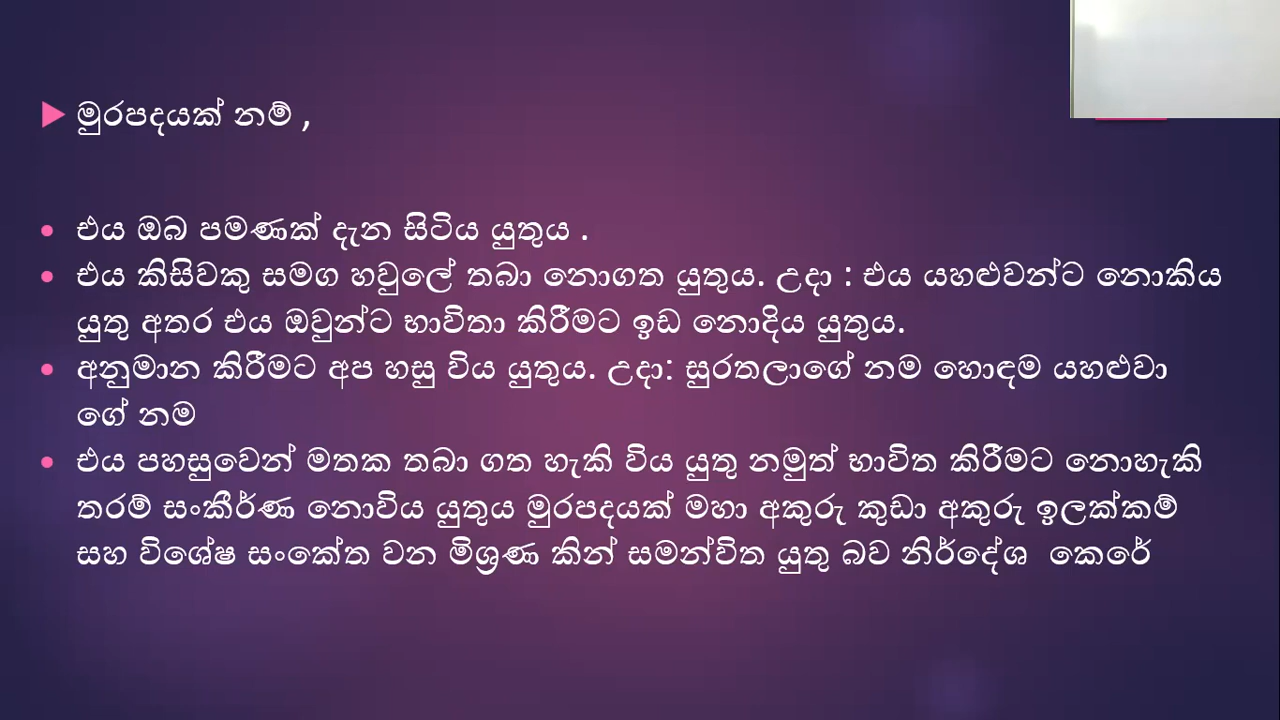 මුරපදයක් නම් ,
එය ඔබ පමණක් දැන සිටිය යුතුය .
එය කිසිවකු සමග හවුලේ තබා නොගත යුතුය. උදා : එය යහළුවන්ට නොකිය
යුතු අතර එය ඔවුන්ට භාවිතා කිරීමට ඉඩ නොදිය යුතුය.
අනුමාන කිරීමට අප හසු විය යුතුය. උදා: සුරතලාගේ නම හොඳම යහළුවා
ගේ නම
එය පහසුවෙන් මතක තබා ගත හැකි විය යුතු නමුත් භාවිත කිරීමට නොහැකි
තරම් සංකීර්ණ නොවිය යුතුය මුරපදයක් මහා අකුරු කුඩා අකුරු ඉලක්කම්
සහ විශේෂ සංකේත වන මිශ්‍රණ කින් සමන්විත යුතු බව නිර්දේශ කෙරේ